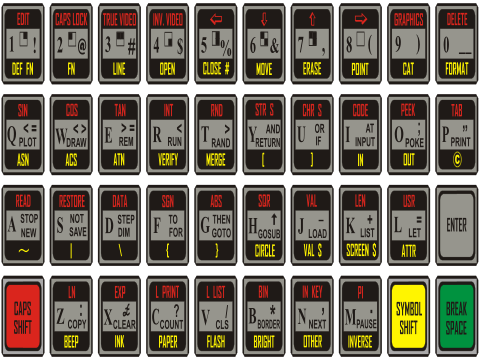 EDIT CAPS LOCK TRUE VIDEO INV. VIDEO ⇦ ⇩ ⇧ ⇨ GRAPHICS DELETE
1 ! 2 @ 3 # 4 $ 5 % 6 & 7 ' 8 ( 9 ) 0 _
DEF FN FN LINE OPEN CLOSE # MOVE ERASE POINT CAT FORMAT
SIN COS TAN INT RND STR $ CHR $ CODE PEEK TAB
<= <> >= < > AND OR AT ; "
Q PLOT W DRAW E REM R RUN T RAND Y RETURN U IF I INPUT O POKE P PRINT
ASN ACS ATN VERIFY MERGE [ ] IN OUT ©
READ RESTORE DATA SGN ABS SQR VAL LEN USR
STOP NOT STEP TO THEN ↑ - + =
A NEW S SAVE D DIM F FOR G GOTO H GOSUB J LOAD K LIST L LET ENTER
~ | \ { } CIRCLE VAL $ SCREEN $ ATTR
LN EXP L PRINT L LIST BIN IN KEY PI
: £ ? / * , .
CAPS SHIFT Z COPY X CLEAR C COUNT V CLS B BORDER N NEXT M PAUSE SYMBOL SHIFT BREAK SPACE
BEEP INK PAPER FLASH BRIGHT OTHER INVERSE